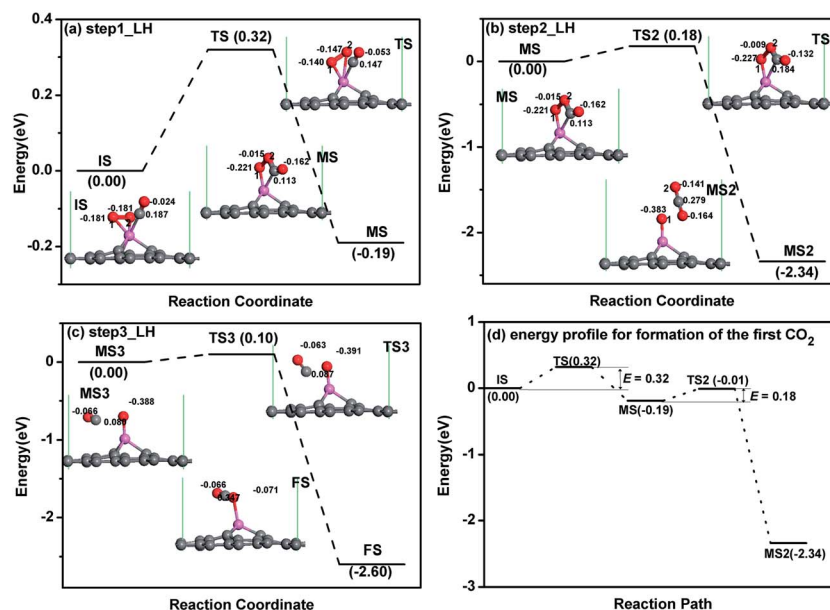 (a) step1_LH
Energy(eV)
0.4
0.2
0.0
-0.2
TS (0.32)
IS
(0.00)
MS
(-0.19)
TS
-0.147
2
-0.053
-0.140
1
0.147
MS
-0.015
2
-0.162
-0.221
1
0.113
IS
-0.181
-0.024
-0.181
1
2
0.187
Reaction Coordinate
(b) step2_LH
Energy(eV)
0
-1
-2
MS
(0.00)
TS2 (0.18)
MS2
(-2.34)
TS
-0.009
2
-0.132
-0.227
1
0.184
MS
-0.015
2
-0.162
-0.221
1
0.113
MS2
2
-0.141
0.279
-0.383
1
-0.164
Reaction Coordinate
(c) step3_LH
Energy(eV)
0
-1
-2
MS3
(0.00)
TS3 (0.10)
FS
(-2.60)
TS3
-0.063
-0.391
0.087
MS3
-0.066
-0.388
0.080
FS
-0.066
-0.071
0.347
Reaction Coordinate
(d) energy profile for formation of the first CO2
Energy(eV)
1
0
-1
-2
-3
IS
(0.00)
TS(0.32)
E = 0.32
MS(-0.19)
TS2 (-0.01)
E = 0.18
MS2(-2.34)
Reaction Path